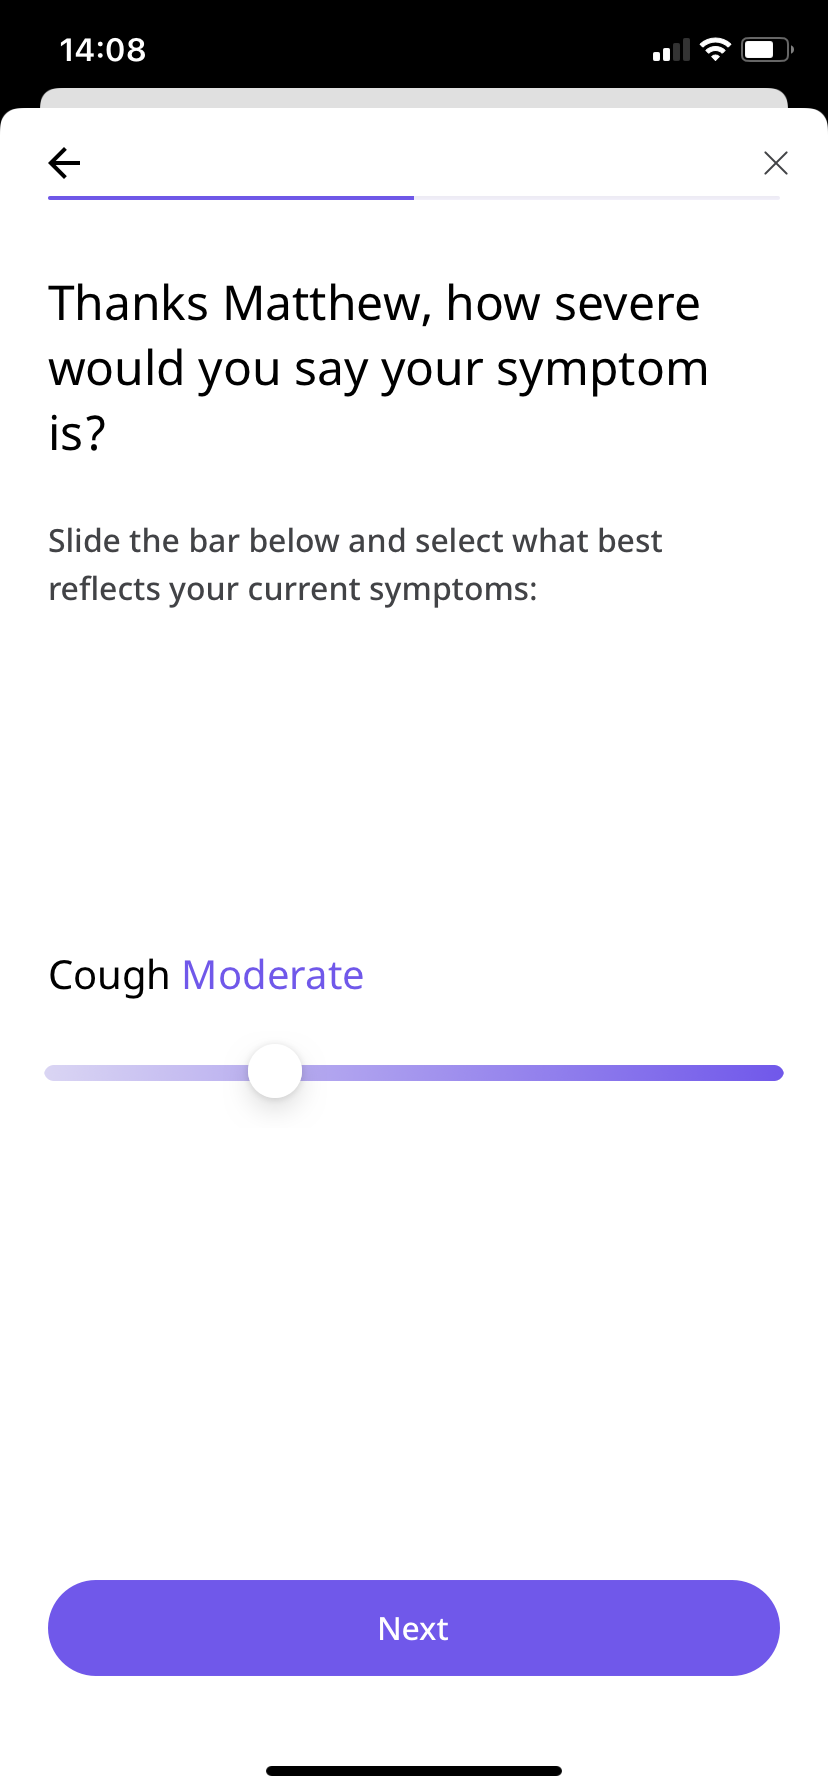 14:08
Thanks Matthew, how severe
would you say your symptom
is?
Slide the bar below and select what best
reflects your current symptoms:
Cough Moderate
Next